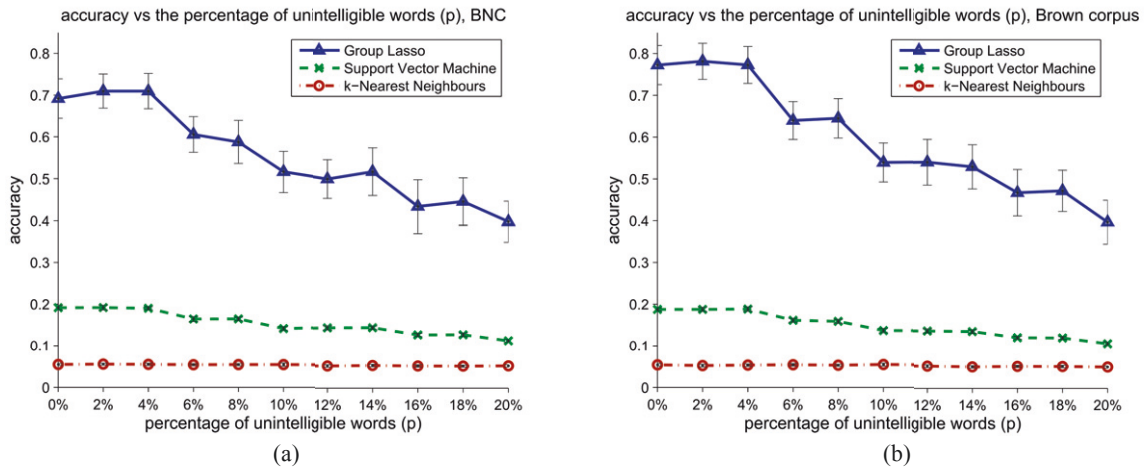 accuracy vs the percentage of unintelligible words (p), BNC
Group Lasso
Support Vector Machine
k−Nearest Neighbours
accuracy
0.8
0.7
0.6
0.5
0.4
0.3
0.2
0.1
0
0% 2% 4% 6% 8% 10% 12% 14% 16% 18% 20%
percentage of unintelligible words (p)
(a)
accuracy vs the percentage of unintelligible words (p), Brown corpus
Group Lasso
Support Vector Machine
k−Nearest Neighbours
accuracy
0.8
0.7
0.6
0.5
0.4
0.3
0.2
0.1
0
0% 2% 4% 6% 8% 10% 12% 14% 16% 18% 20%
percentage of unintelligible words (p)
(b)